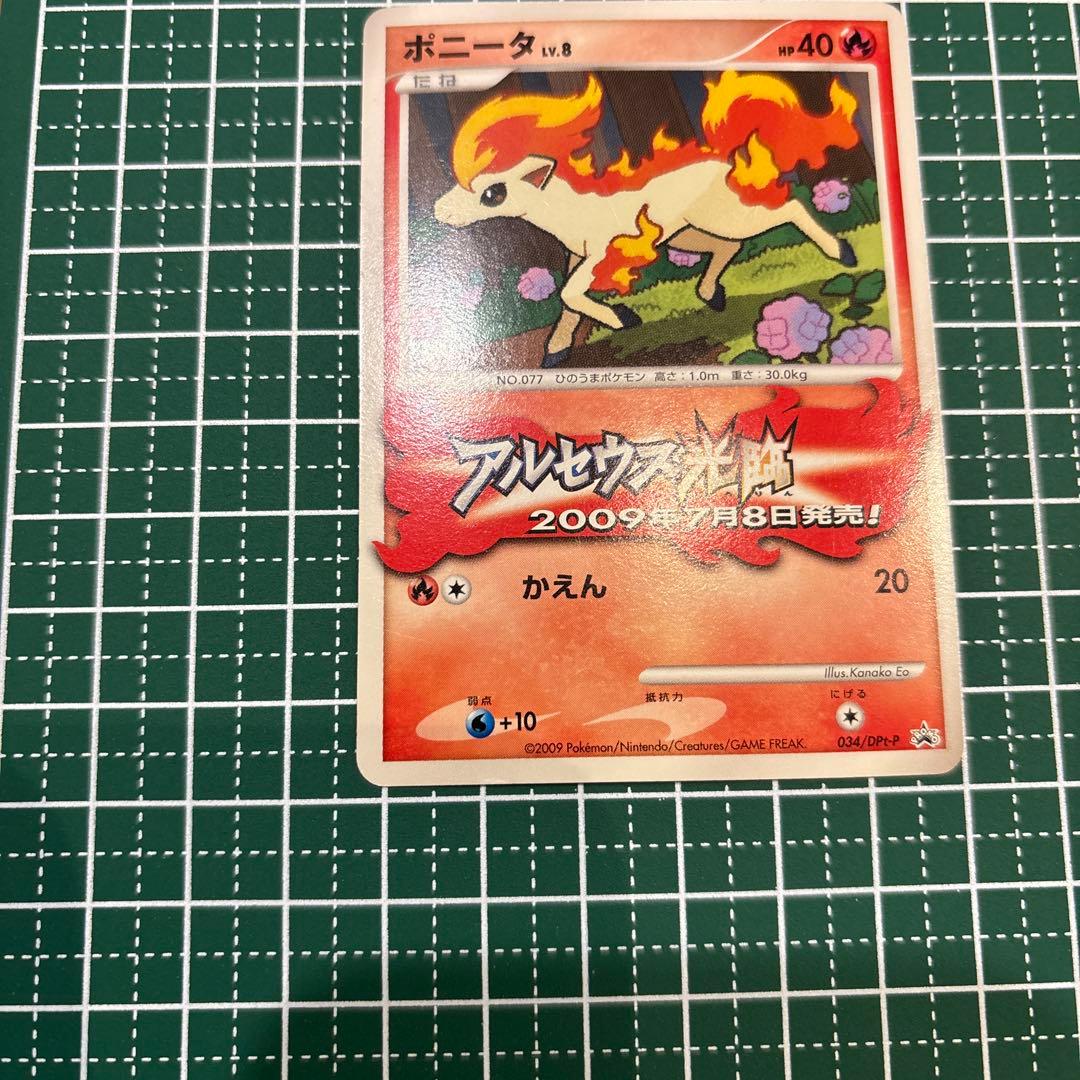 ポニータ LV.8 HP 40
たね
NO.077 ひのうまポケモン 高さ:1.0m 重さ:30.0kg
アルセウス光臨
2009年7月8日発売!
かえん 20
Illus.Kanako Eo
弱点 抵抗力 にげる
+10
©2009 Pokémon/Nintendo/Creatures/GAME FREAK. 034/DPt-P